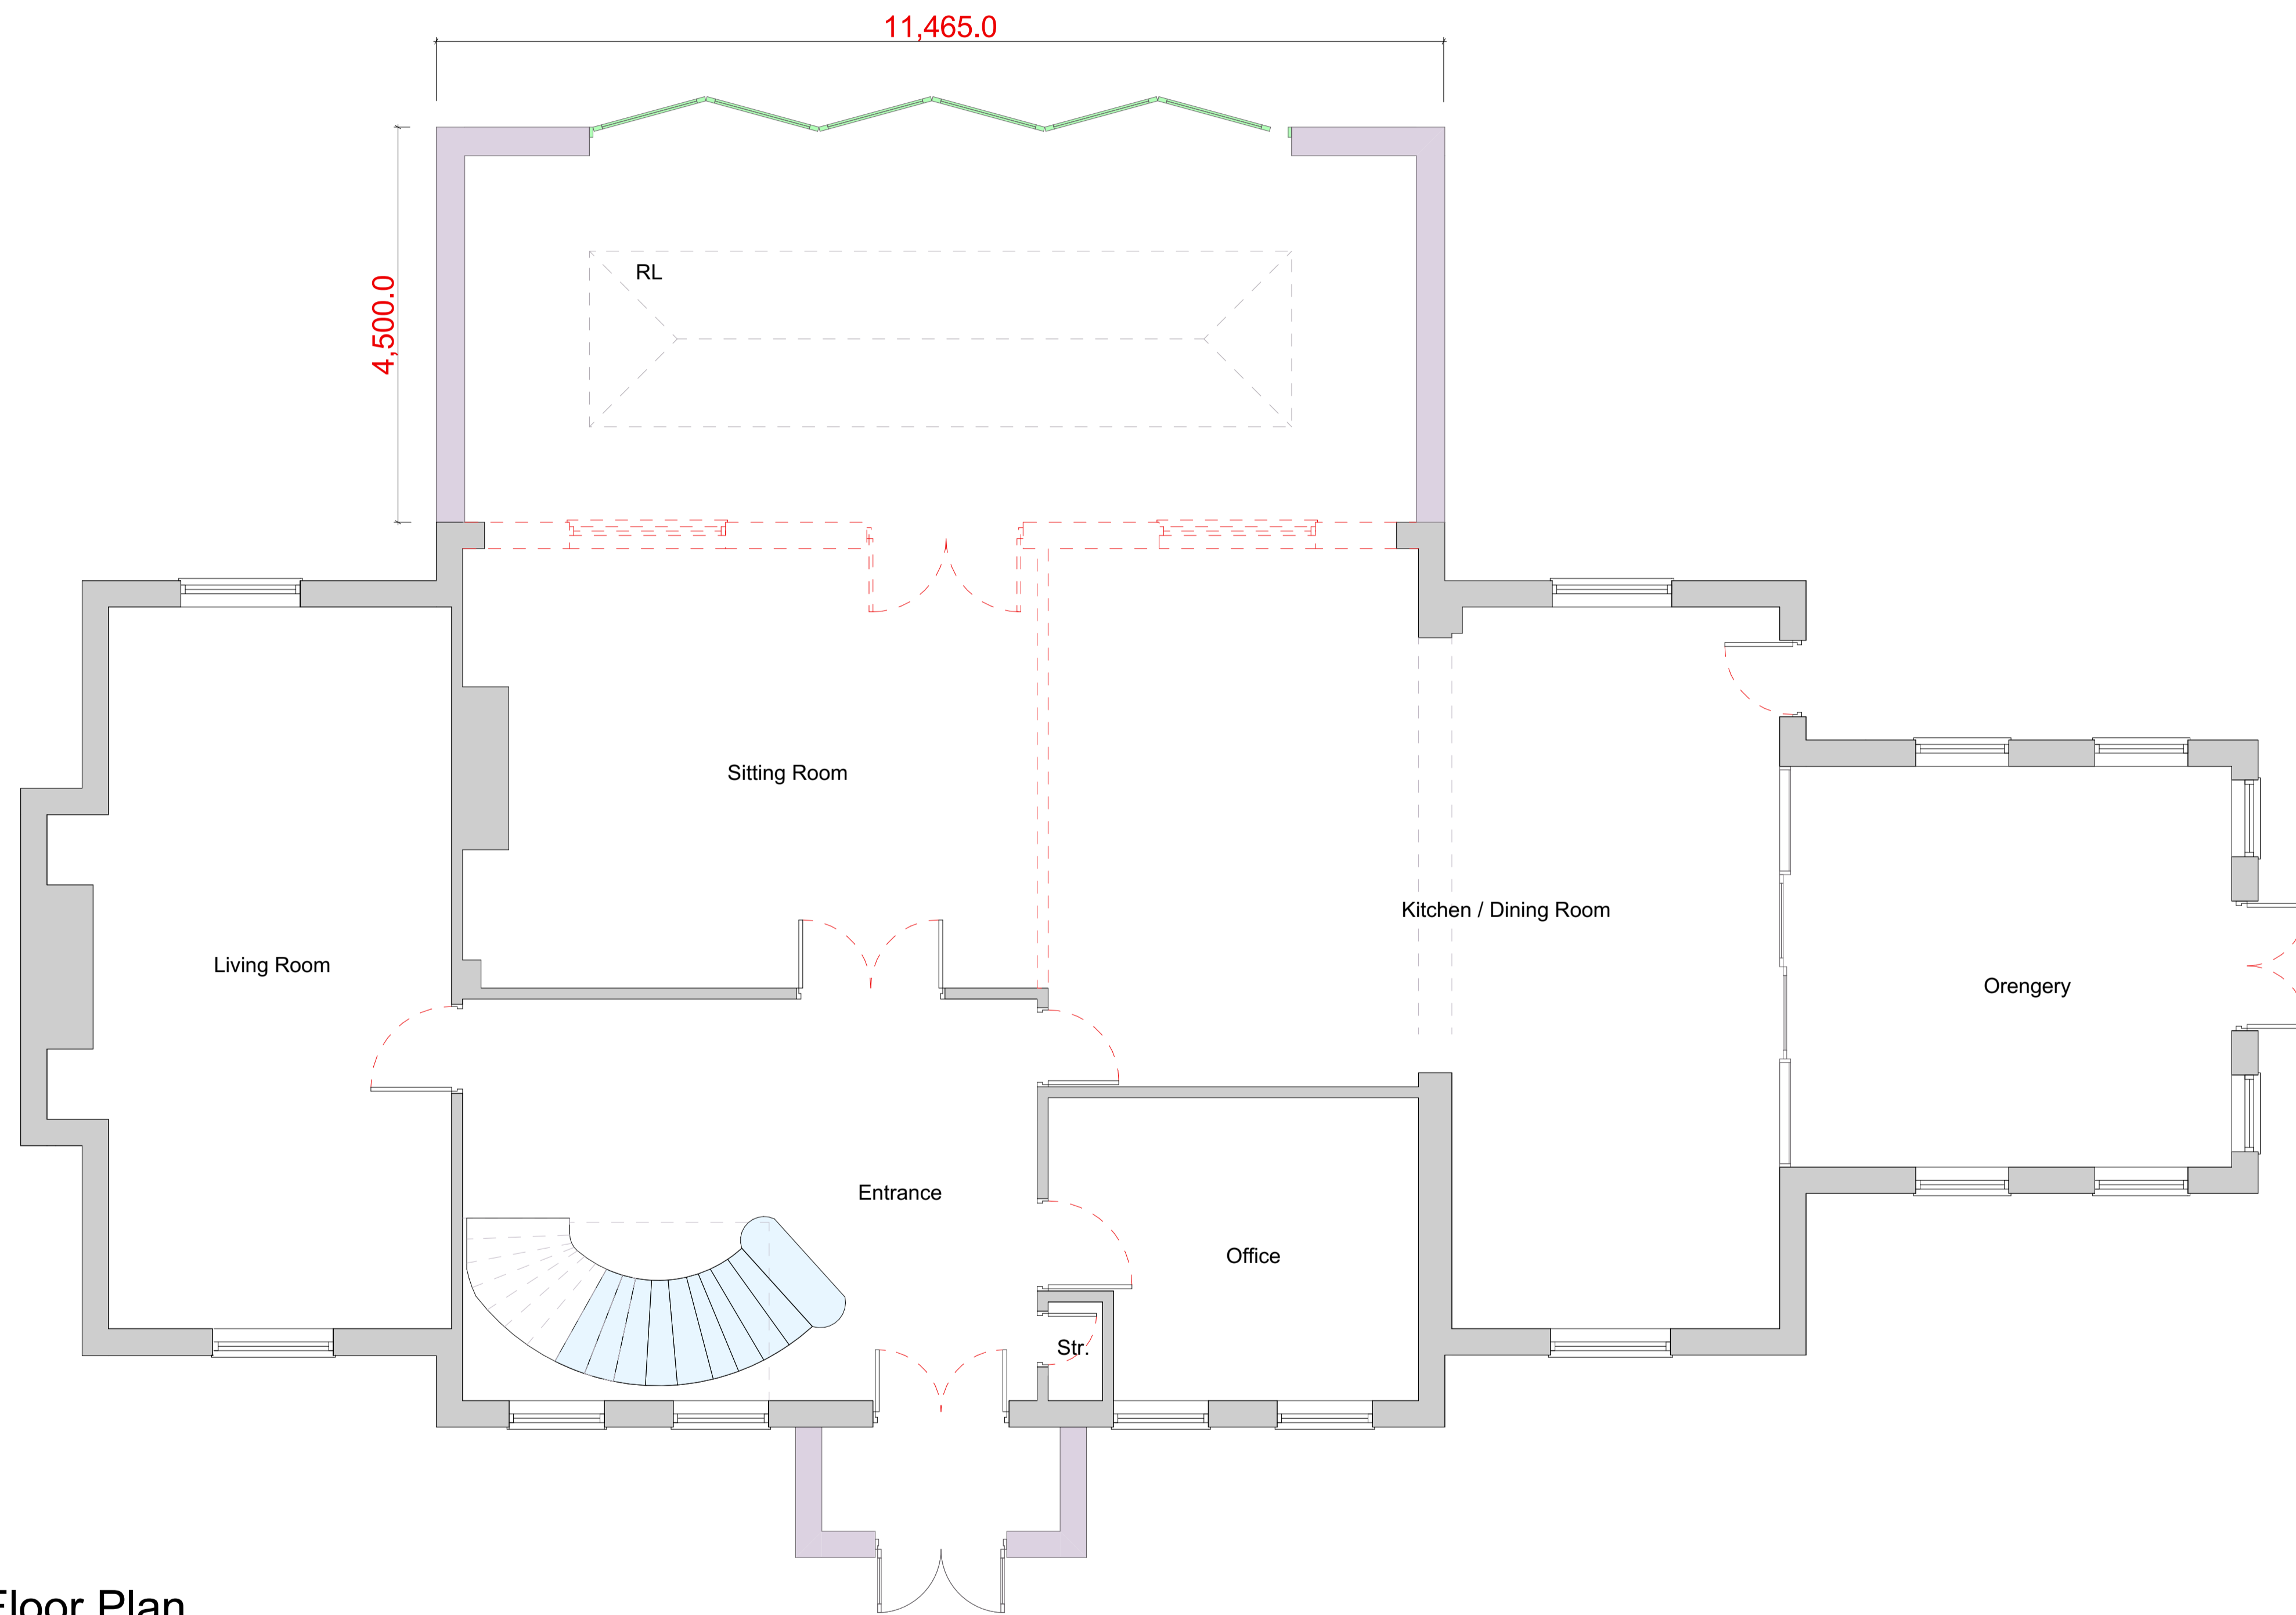 11,465.0
4,500.0
RL
Sitting Room
Kitchen / Dining Room
Living Room
Orengery
Entrance
Office
Str.
Floor Plan